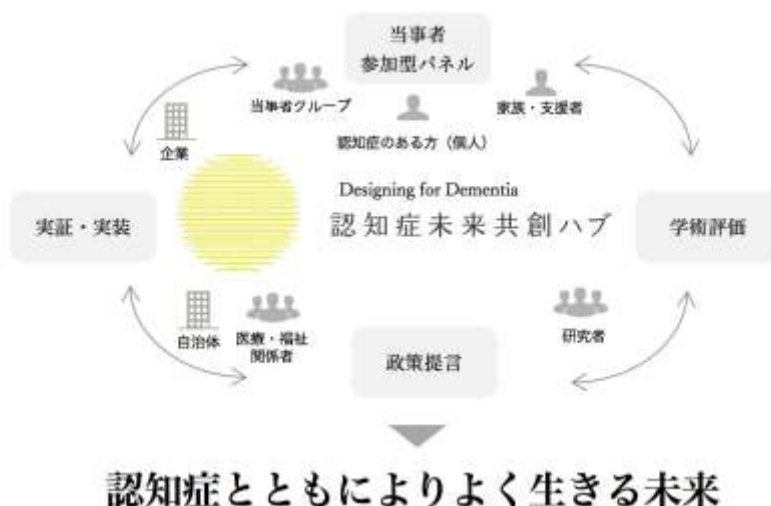 当事者
参加型パネル
当事者グループ
家族・支援者
認知症のある方（個人）
企業
Designing for Dementia
認知症未来共創ハブ
実証・実装
学術評価
自治体
医療・福祉
関係者
研究者
政策提言
認知症とともによりよく生きる未来